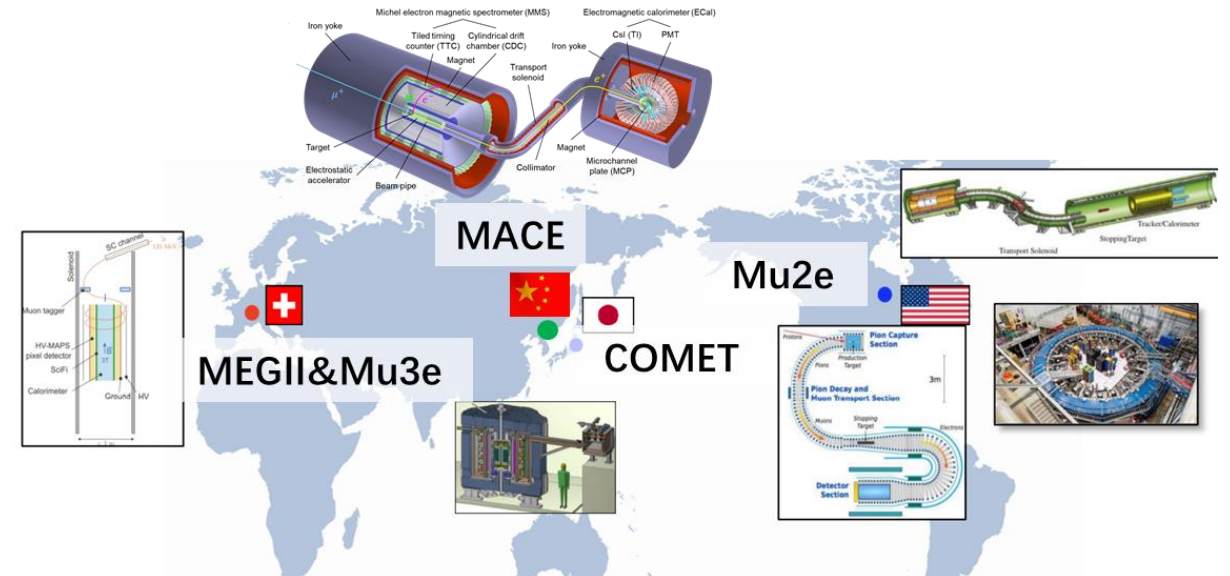 Michel electron magnetic spectrometer (MMS)
Iron yoke
Tiled timing
counter (TTC)
Cylindrical drift
chamber (CDC)
Magnet
Transport
solenoid
Electromagnetic calorimeter (ECal)
CsI (Tl)
PMT
Iron yoke
μ+
e-
e+
Target
Electrostatic
accelerator
Beam pipe
Collimator
Magnet
Microchannel
plate (MCP)
MACE
Mu2e
COMET
MEGII&Mu3e
SC channel
Solenoid
Muon tagger
HV-MAPS
pixel detector
SciFi
Calorimeter
Ground
HV
Tracker/Calorimeter
StoppingTarget
Transport Solenoid
Protons
Pion Capture
Section
Production
Target
Pions
3m
Pion Decay and
Muon Transport Section
Muons
Stopping
Target
Electrons
Detector
Section